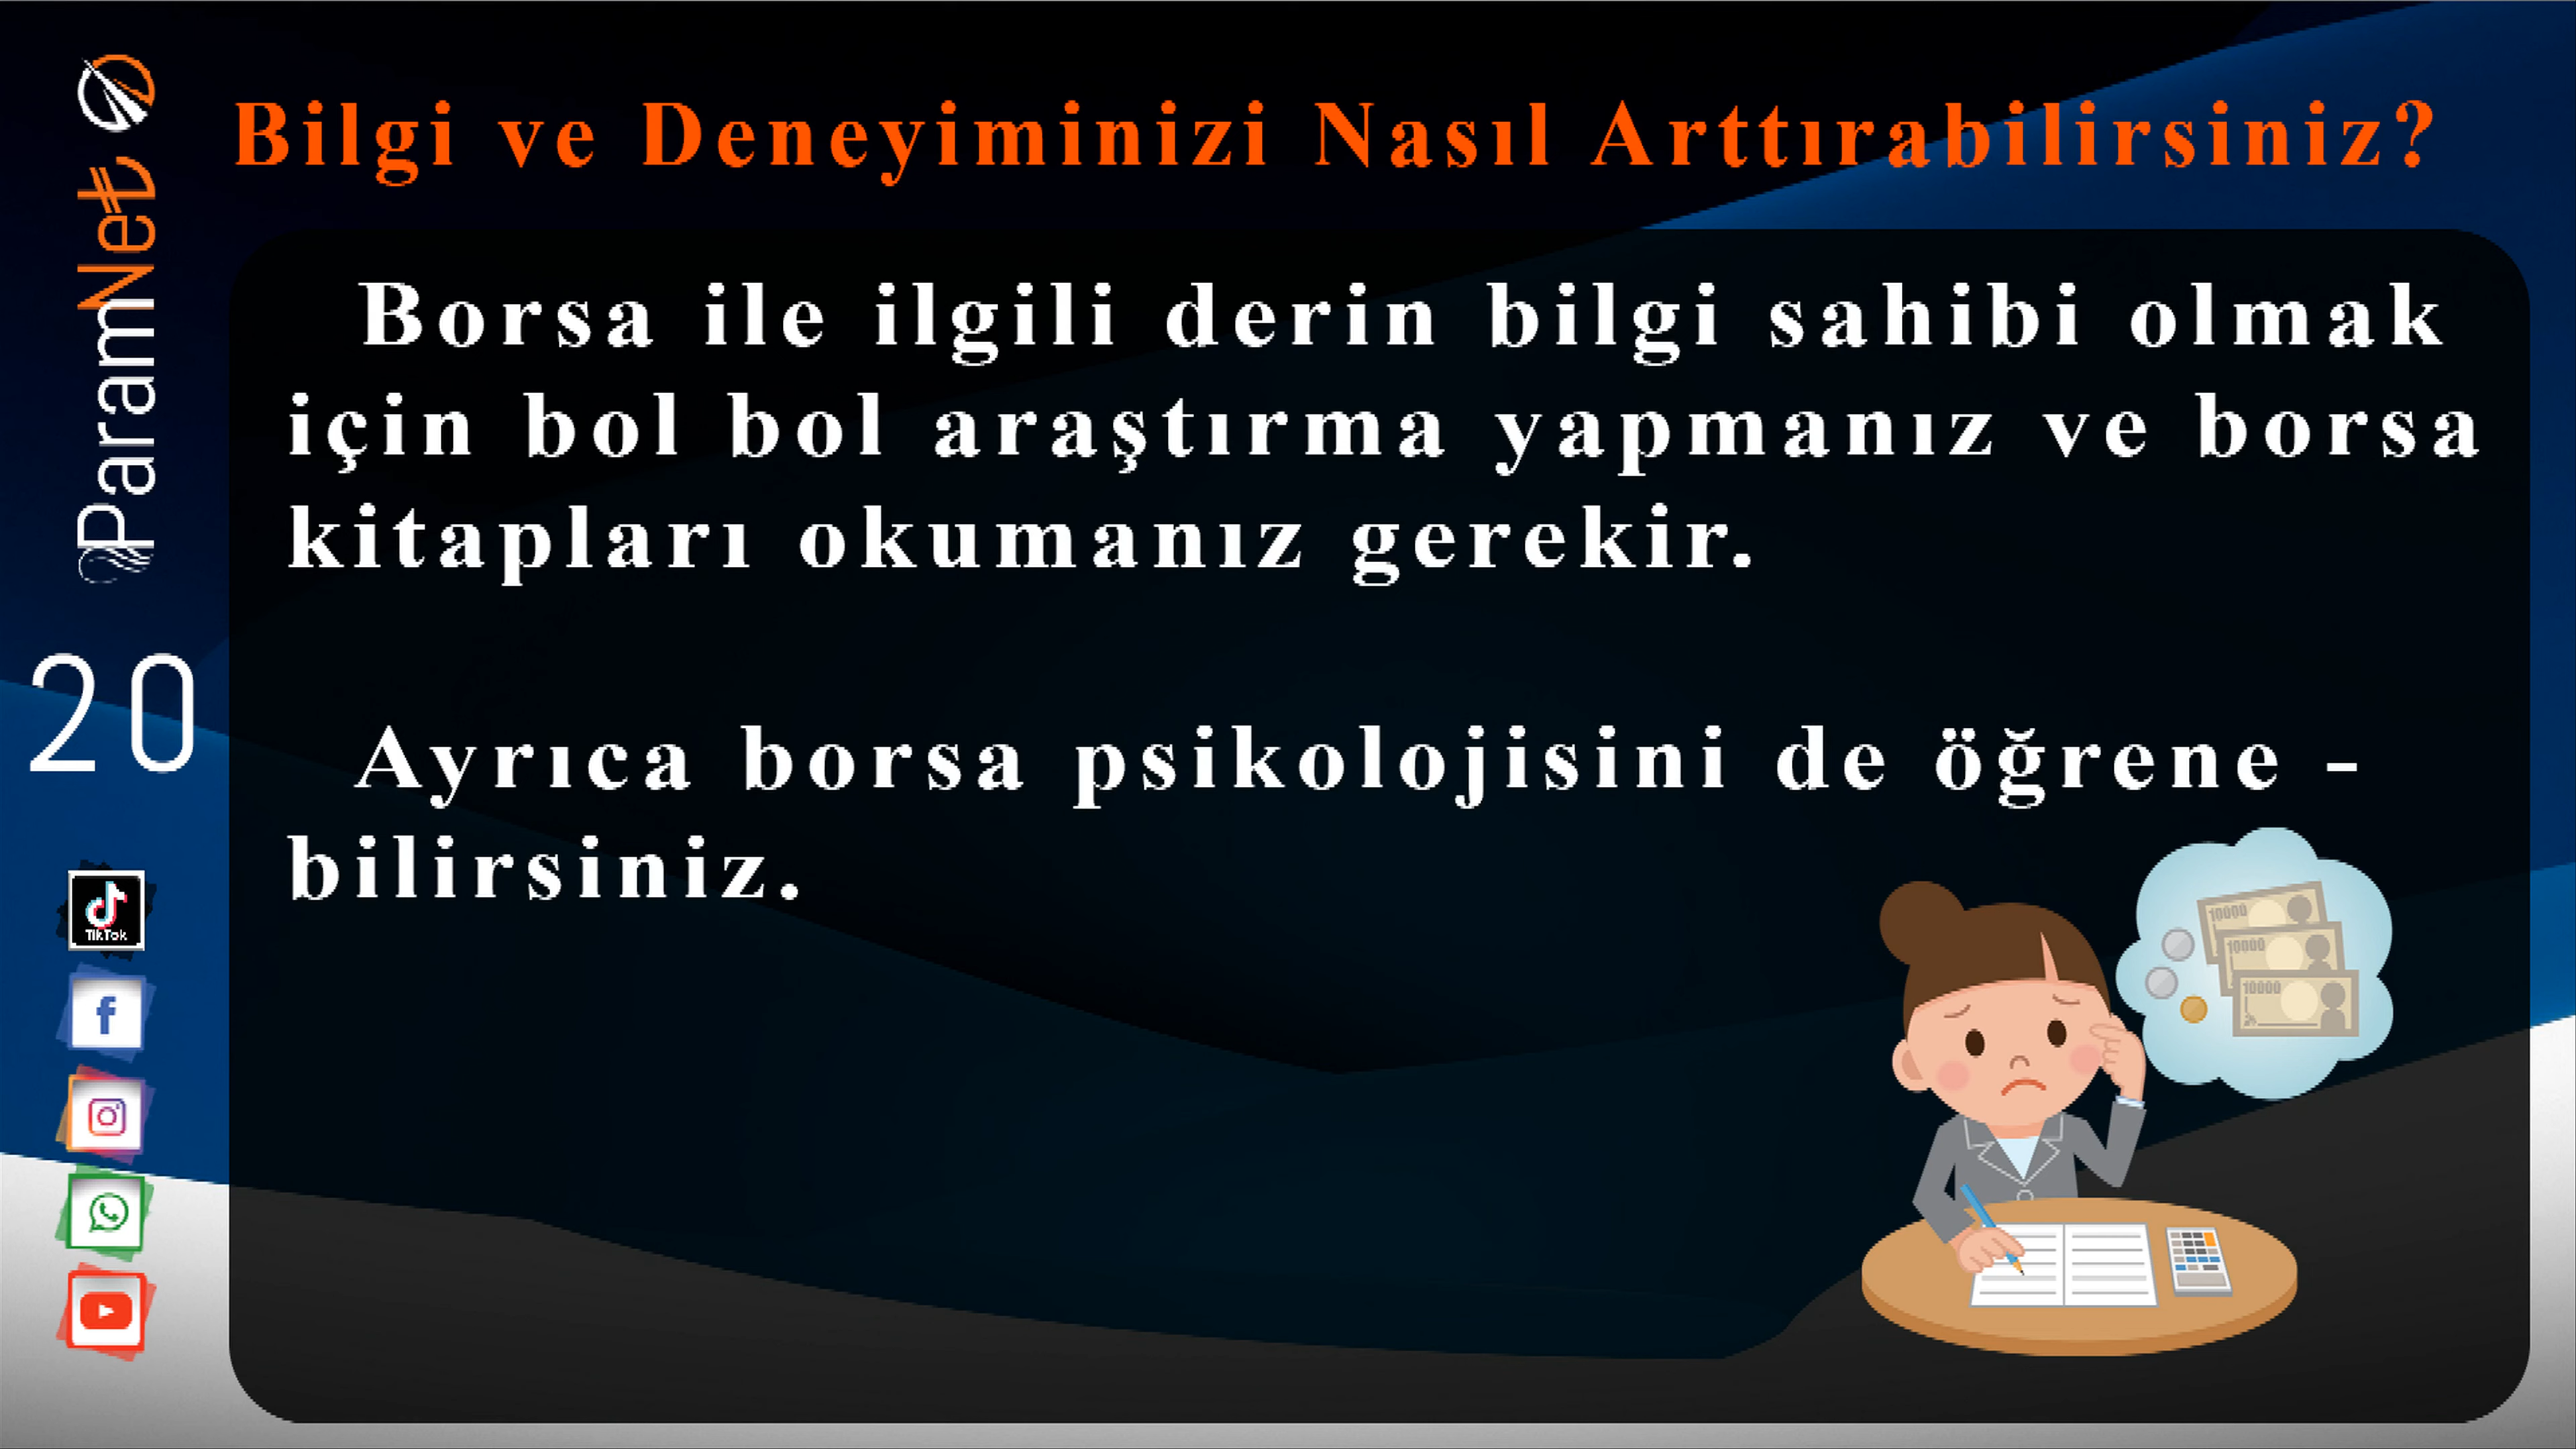 Bilgi ve Deneyiminizi Nasıl Arttırabilirsiniz?
Borsa ile ilgili derin bilgi sahibi olmak
için bol bol araştırma yapmanız ve borsa
kitapları okumanız gerekir.
Ayrıca borsa psikolojisini de öğrene -
bilirsiniz.
ParamNet
20
TikTok
10000
10000
10000